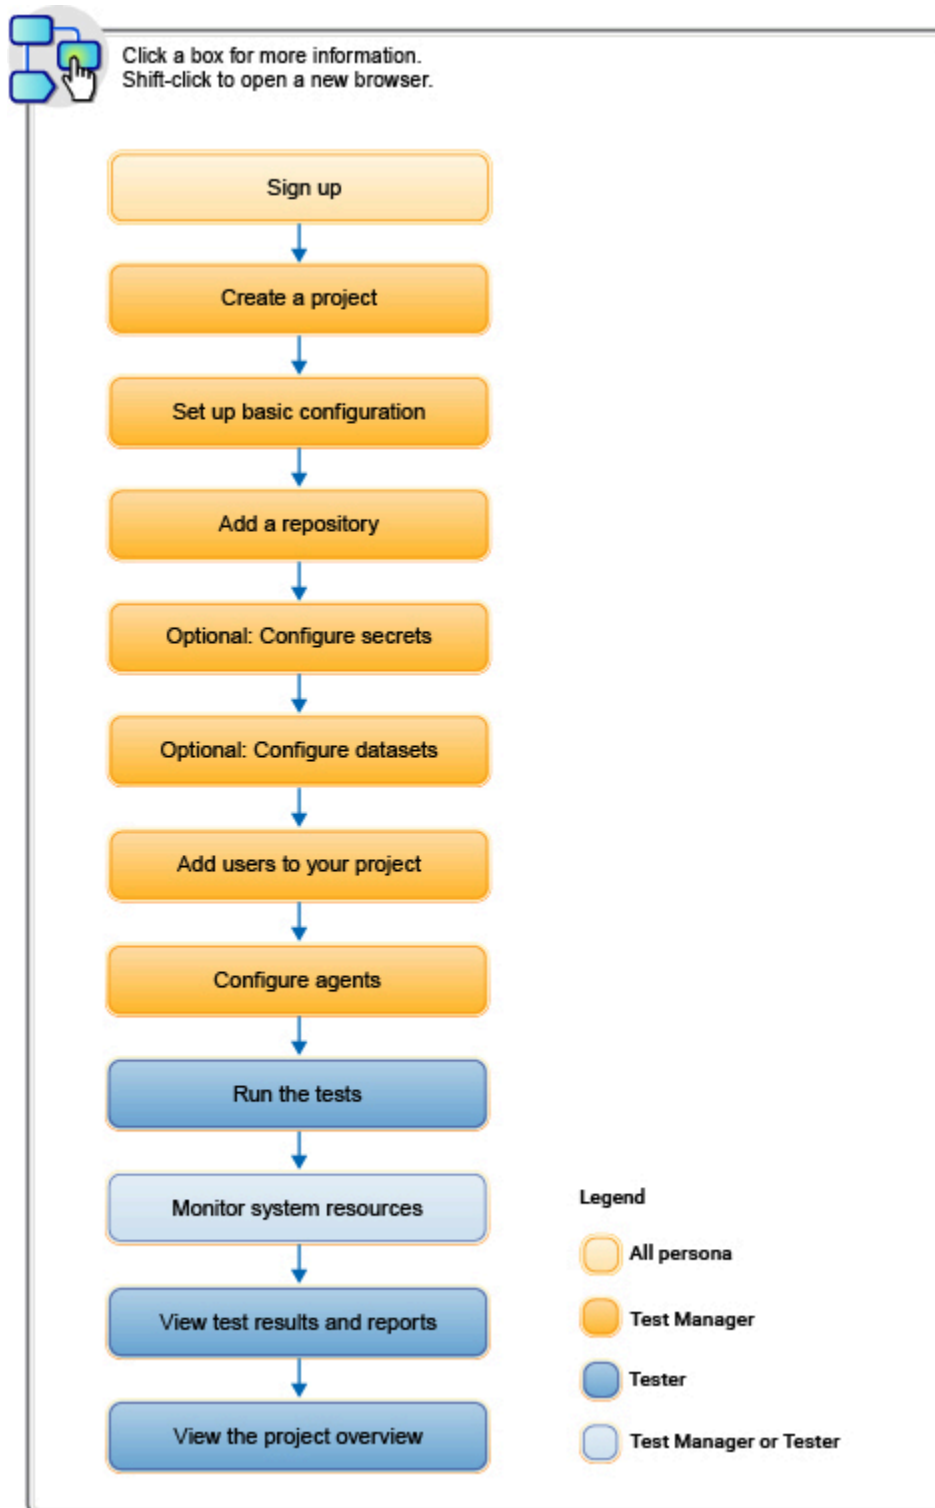 Click a box for more information.
Shift-click to open a new browser.
Sign up
Create a project
Set up basic configuration
Add a repository
Optional: Configure secrets
Optional: Configure datasets
Add users to your project
Configure agents
Run the tests
Monitor system resources
View test results and reports
View the project overview
Legend
All persona
Test Manager
Tester
Test Manager or Tester